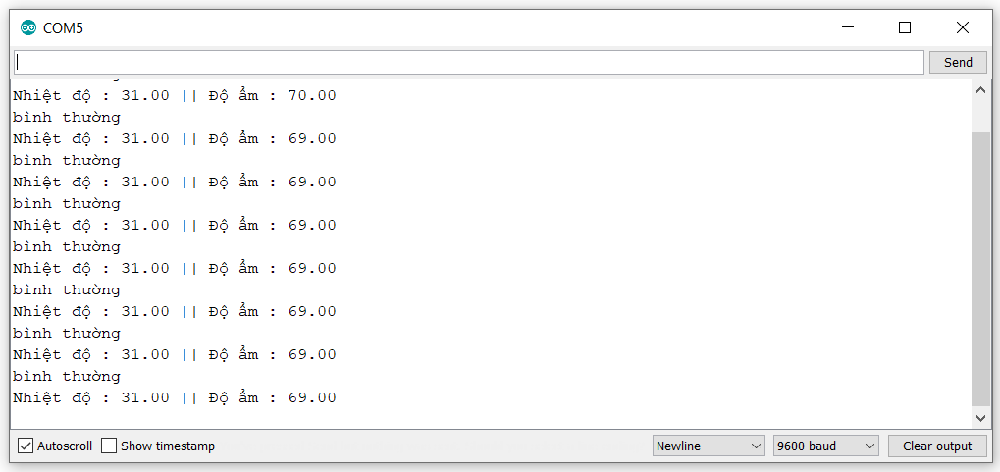 COM5
Send
Nhiệt độ : 31.00 || Độ ẩm : 70.00
bình thường
Nhiệt độ : 31.00 || Độ ẩm : 69.00
bình thường
Nhiệt độ : 31.00 || Độ ẩm : 69.00
bình thường
Nhiệt độ : 31.00 || Độ ẩm : 69.00
bình thường
Nhiệt độ : 31.00 || Độ ẩm : 69.00
bình thường
Nhiệt độ : 31.00 || Độ ẩm : 69.00
bình thường
Nhiệt độ : 31.00 || Độ ẩm : 69.00
bình thường
Nhiệt độ : 31.00 || Độ ẩm : 69.00
Autoscroll Show timestamp Newline 9600 baud Clear output